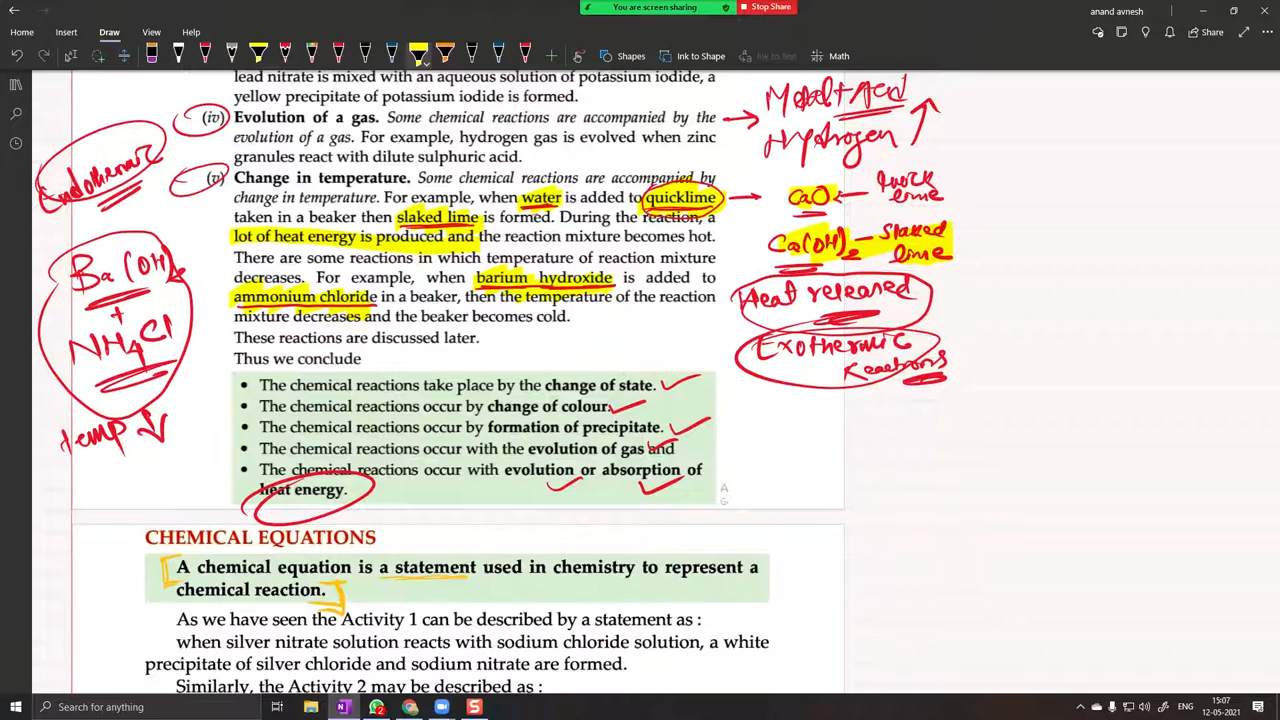 You are screen sharing
Stop Share
anand avnesh
Home Insert Draw View Help
Share
Shapes Ink to Shape Ink to Text Math
lead nitrate is mixed with an aqueous solution of potassium iodide, a
yellow precipitate of potassium iodide is formed.
(iv) Evolution of a gas. Some chemical reactions are accompanied by the
evolution of a gas. For example, hydrogen gas is evolved when zinc
granules react with dilute sulphuric acid.
(v) Change in temperature. Some chemical reactions are accompanied by
change in temperature. For example, when water is added to quicklime
taken in a beaker then slaked lime is formed. During the reaction, a
lot of heat energy is produced and the reaction mixture becomes hot.
There are some reactions in which temperature of reaction mixture
decreases. For example, when barium hydroxide is added to
ammonium chloride in a beaker, then the temperature of the reaction
mixture decreases and the beaker becomes cold.
These reactions are discussed later.
Thus we conclude
• The chemical reactions take place by the change of state.
• The chemical reactions occur by change of colour.
• The chemical reactions occur by formation of precipitate.
• The chemical reactions occur with the evolution of gas and
• The chemical reactions occur with evolution or absorption of
heat energy.
Metal + Acid
Hydrogen
CaO - Quick
lime
Ca(OH)2 - Slaked
lime
Heat released
Exothermic
Reactions
Endothermic
Ba(OH)2
+
NH4Cl
temp ↓
A
G
CHEMICAL EQUATIONS
A chemical equation is a statement used in chemistry to represent a
chemical reaction.
As we have seen the Activity 1 can be described by a statement as :
when silver nitrate solution reacts with sodium chloride solution, a white
precipitate of silver chloride and sodium nitrate are formed.
Similarly, the Activity 2 may be described as :
Search for anything
ENG
15:07
12-05-2021